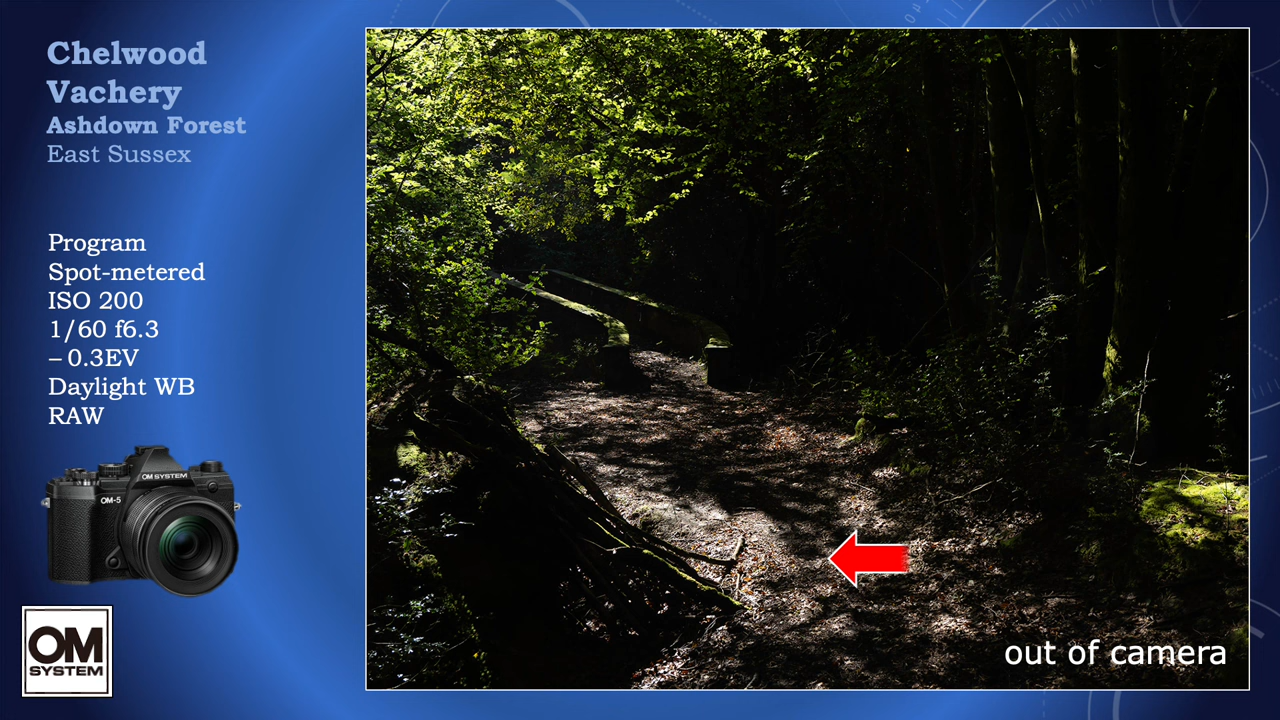 Chelwood
Vachery
Ashdown Forest
East Sussex
Program
Spot-metered
ISO 200
1/60 f6.3
– 0.3EV
Daylight WB
RAW
OM SYSTEM
OM-5
OM
SYSTEM
out of camera